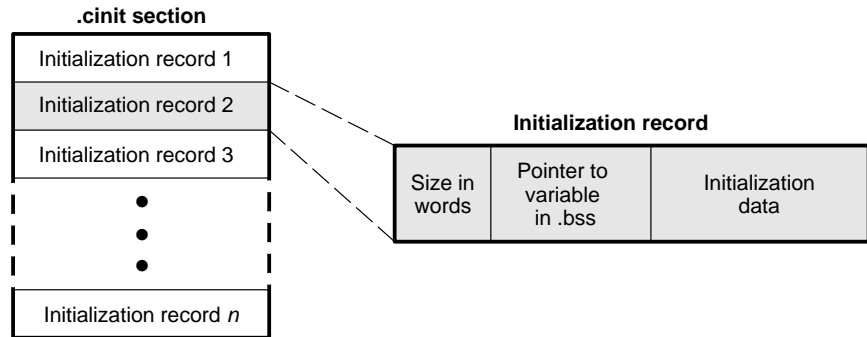 .cinit section
Initialization record 1
Initialization record 2
Initialization record 3
Initialization record n
Initialization record
Size in
words
Pointer to
variable
in .bss
Initialization
data